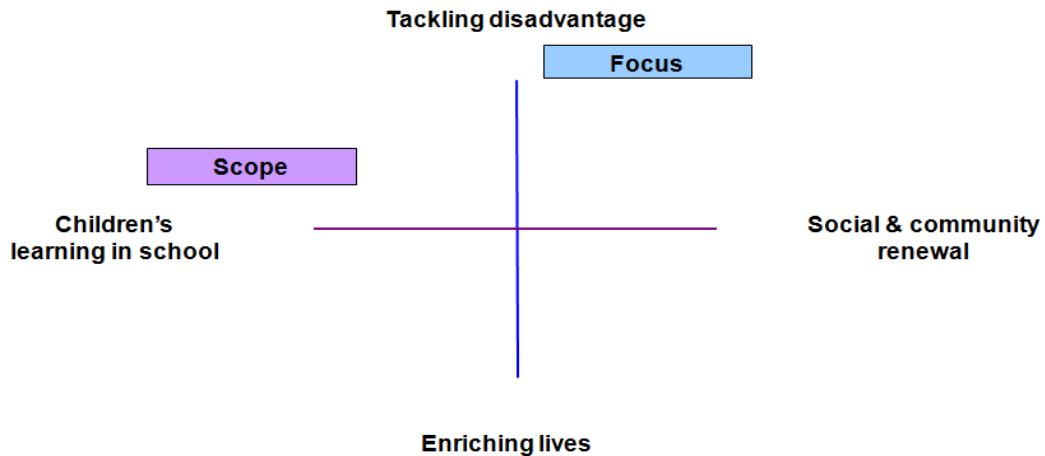 Tackling disadvantage
Focus
Scope
Children’s
learning in school
Social & community
renewal
Enriching lives